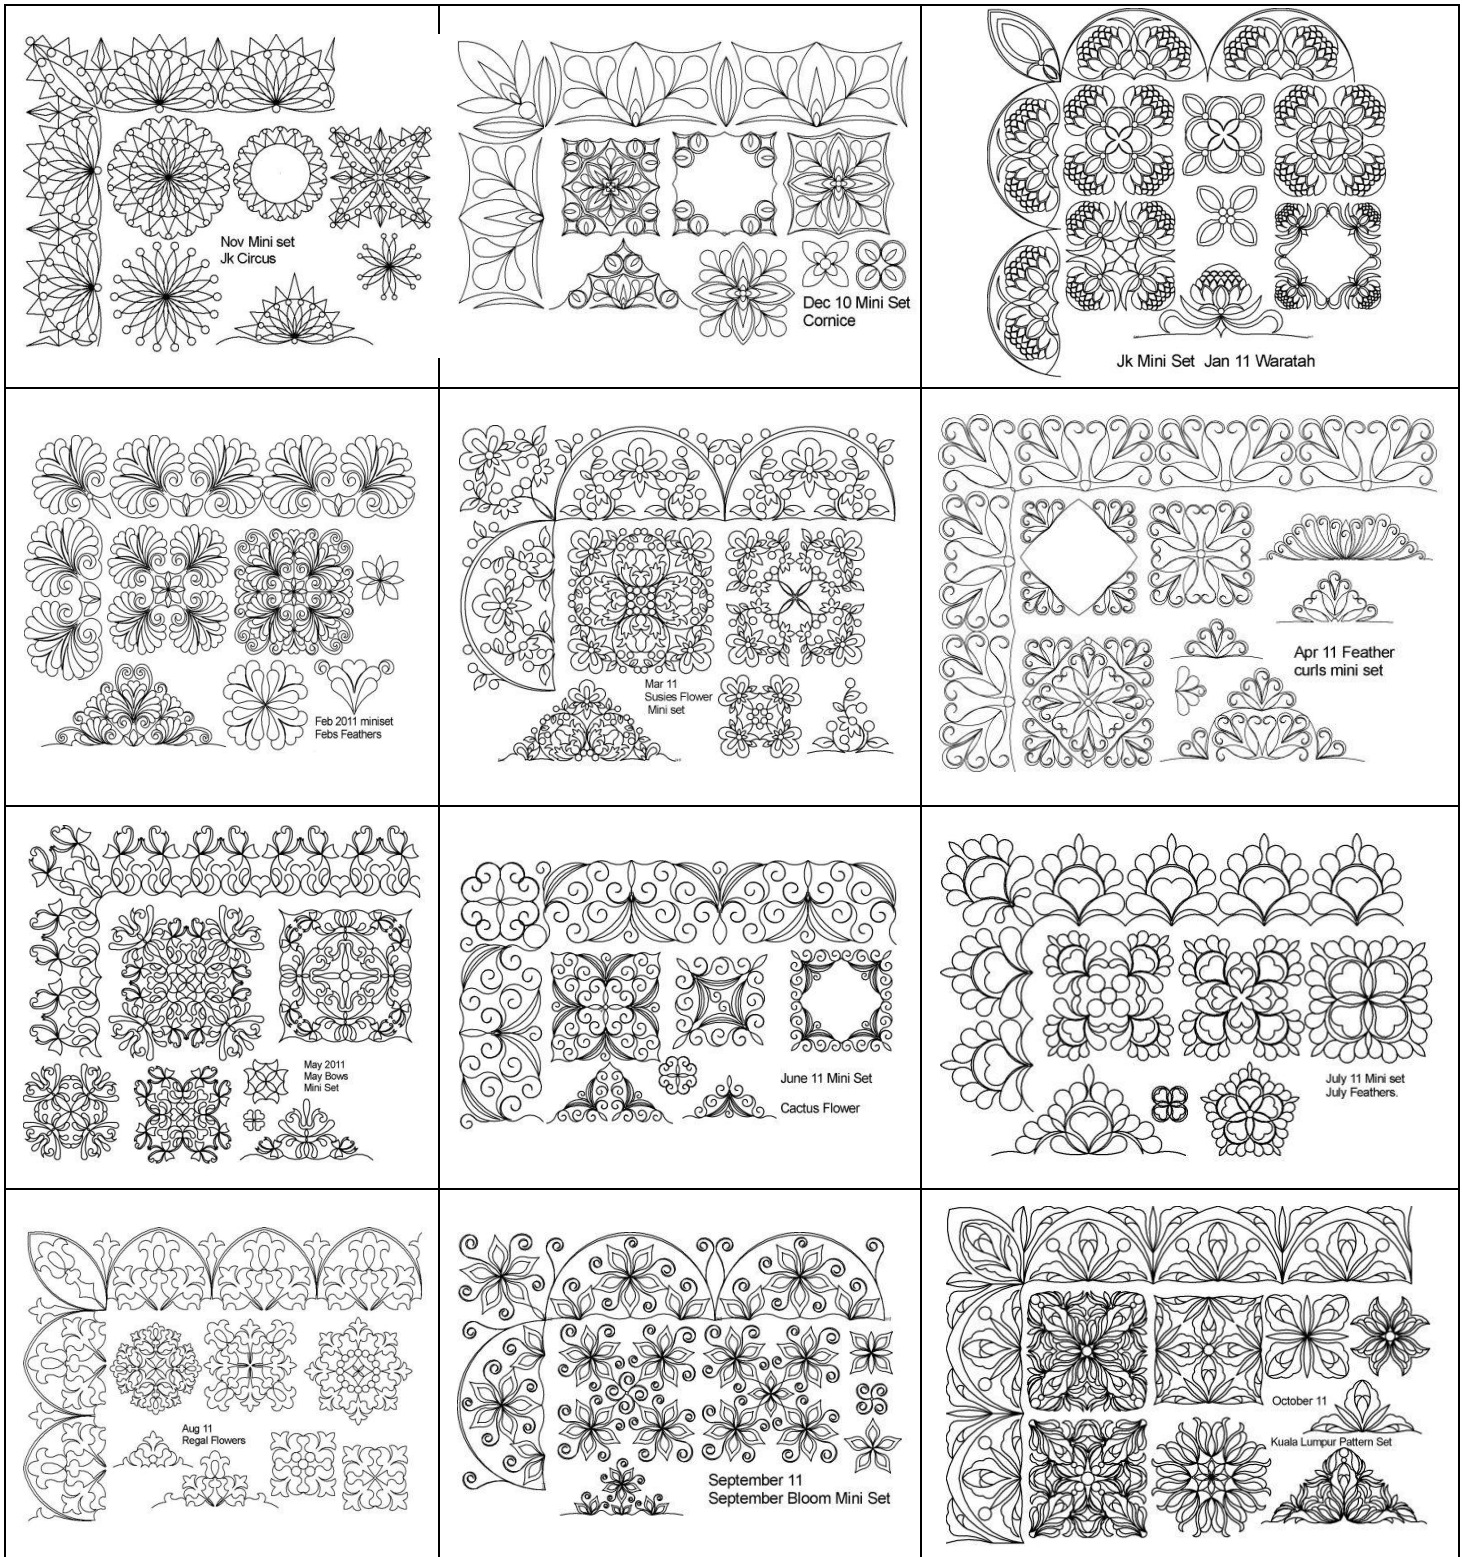 Nov Mini set
Jk Circus
Dec 10 Mini Set
Cornice
Jk Mini Set Jan 11 Waratah
Feb 2011 miniset
Febs Feathers
Mar 11
Susies Flower
Mini set
Apr 11 Feather
curls mini set
May 2011
May Bows
Mini Set
June 11 Mini Set
Cactus Flower
July 11 Mini set
July Feathers.
Aug 11
Regal Flowers
September 11
September Bloom Mini Set
October 11
Kuala Lumpur Pattern Set